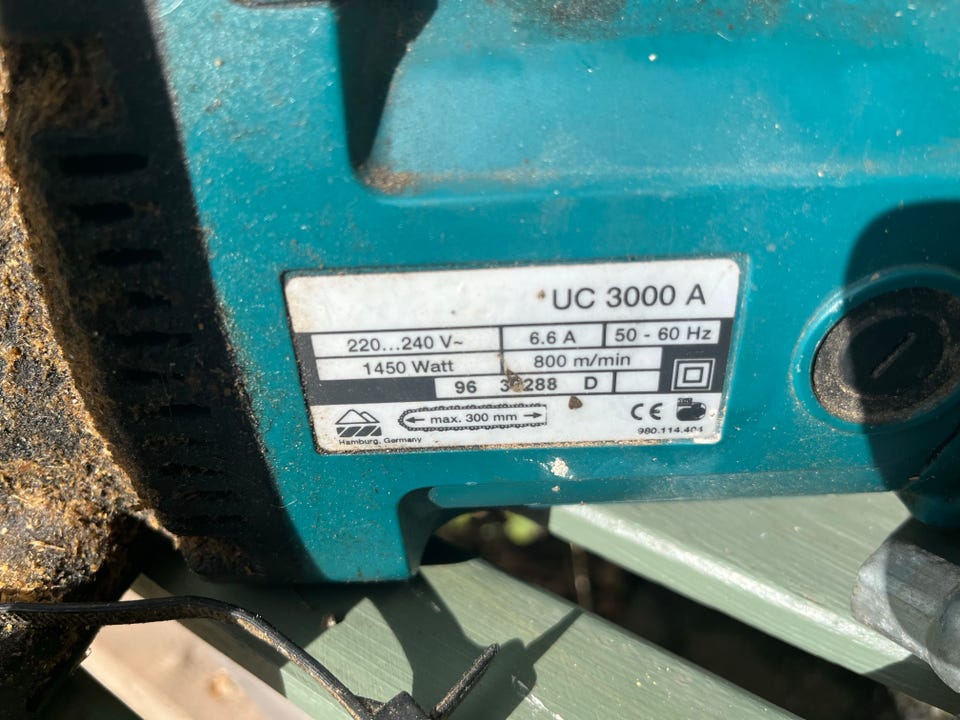 UC 3000 A
220...240 V~ 6.6 A 50 - 60 Hz
1450 Watt 800 m/min
96 D
max. 300 mm CE
Hamburg, Germany 980.114.404